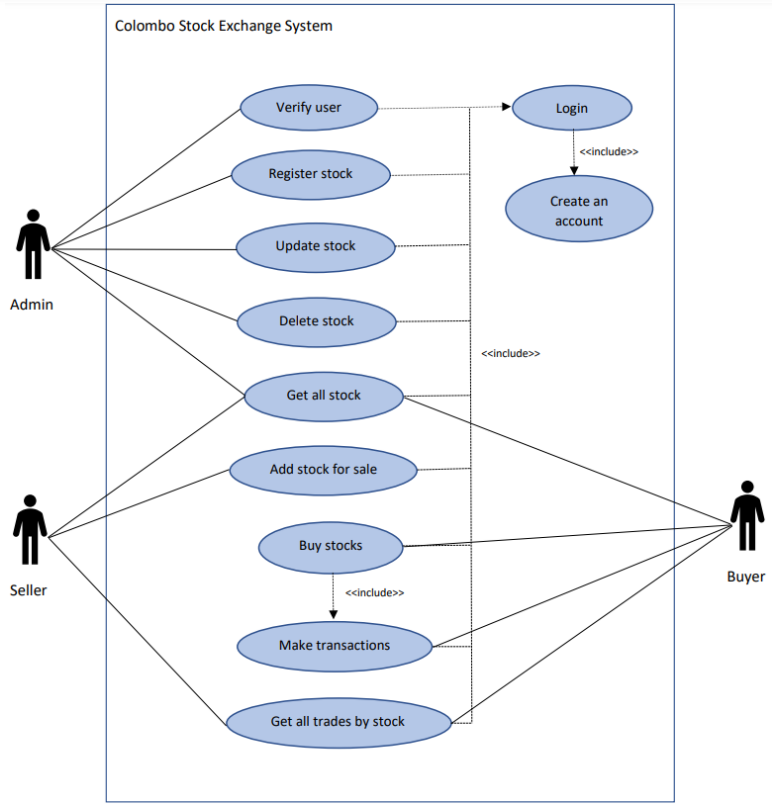 Colombo Stock Exchange System
Verify user
Login
<<include>>
Register stock
Create an
account
Update stock
Admin
Delete stock
<<include>>
Get all stock
Add stock for sale
Buy stocks
Seller
Buyer
<<include>>
Make transactions
Get all trades by stock